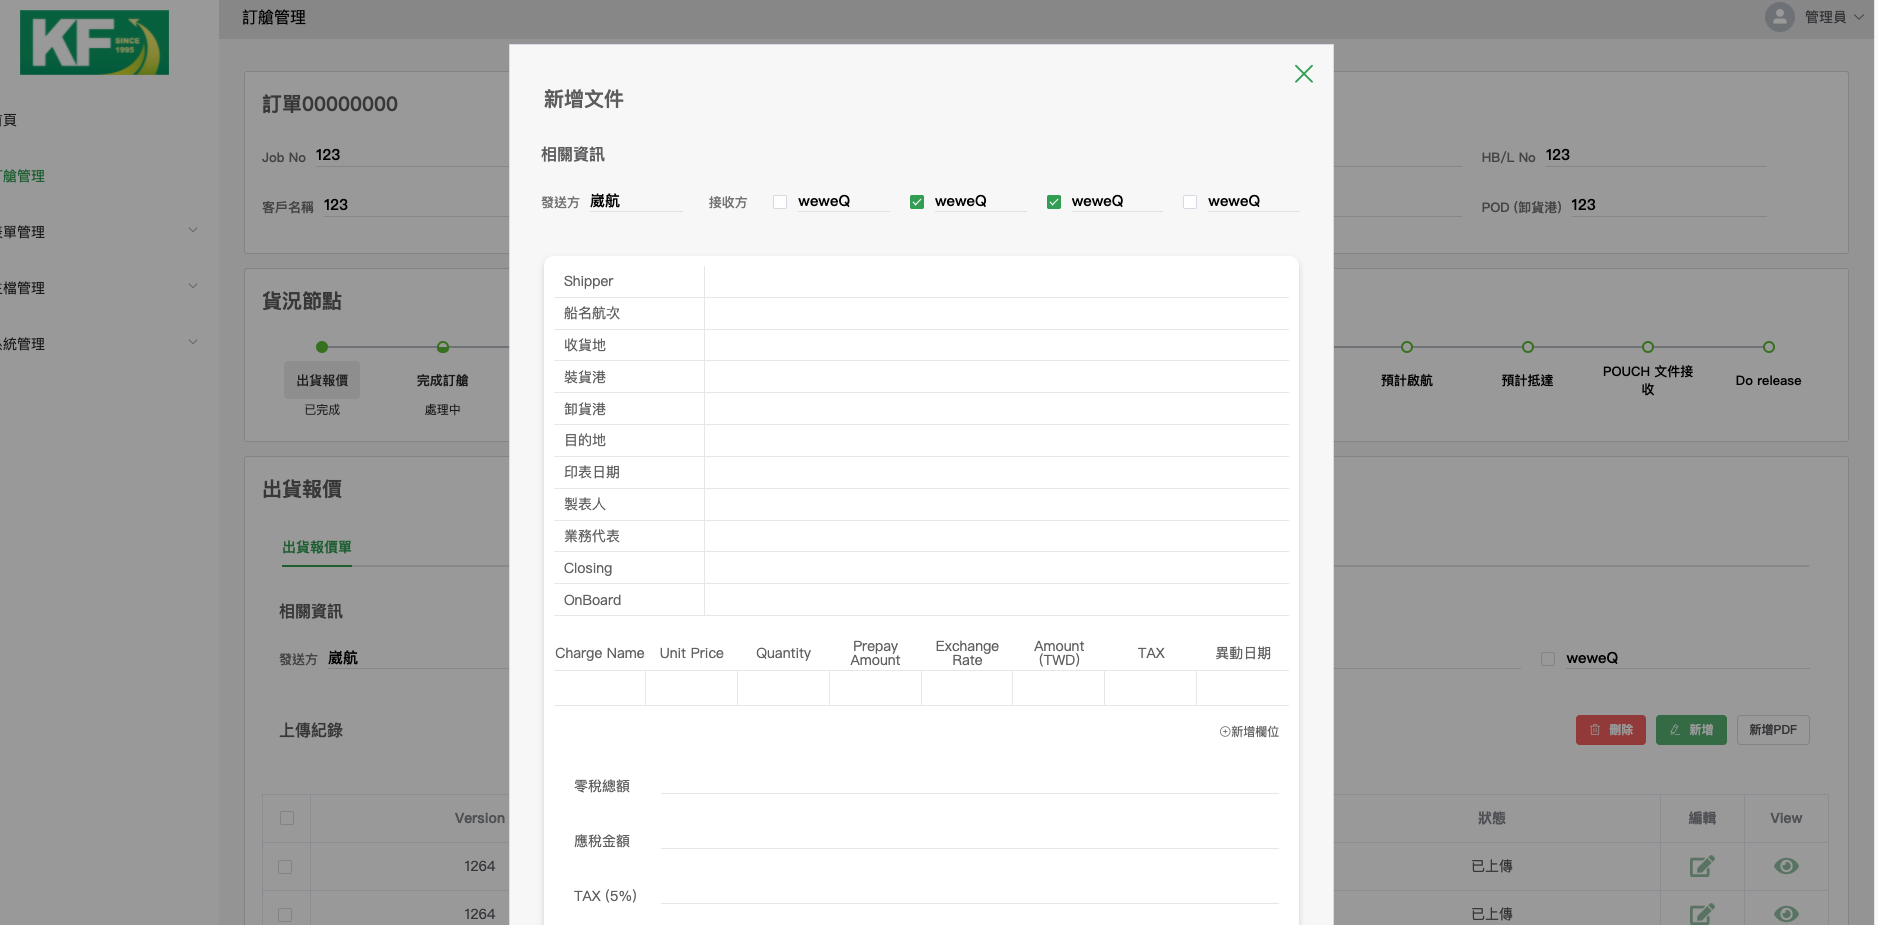 KF SINCE 1995
訂艙管理
管理員
首頁
訂艙管理
表單管理
主檔管理
系統管理
訂單00000000
Job No 123
HB/L No 123
客戶名稱 123
POD (卸貨港) 123
貨況節點
出貨報價
已完成
完成訂艙
處理中
預計啟航
預計抵達
POUCH 文件接收
Do release
出貨報價
出貨報價單
相關資訊
發送方 崴航
weweQ
上傳紀錄
刪除
新增
新增PDF
Version
狀態
編輯
View
1264
已上傳
1264
已上傳
新增文件
相關資訊
發送方 崴航 接收方 weweQ weweQ weweQ weweQ
Shipper
船名航次
收貨地
裝貨港
卸貨港
目的地
印表日期
製表人
業務代表
Closing
OnBoard
Charge Name Unit Price Quantity Prepay Amount Exchange Rate Amount (TWD) TAX 異動日期
新增欄位
零稅總額
應稅金額
TAX (5%)